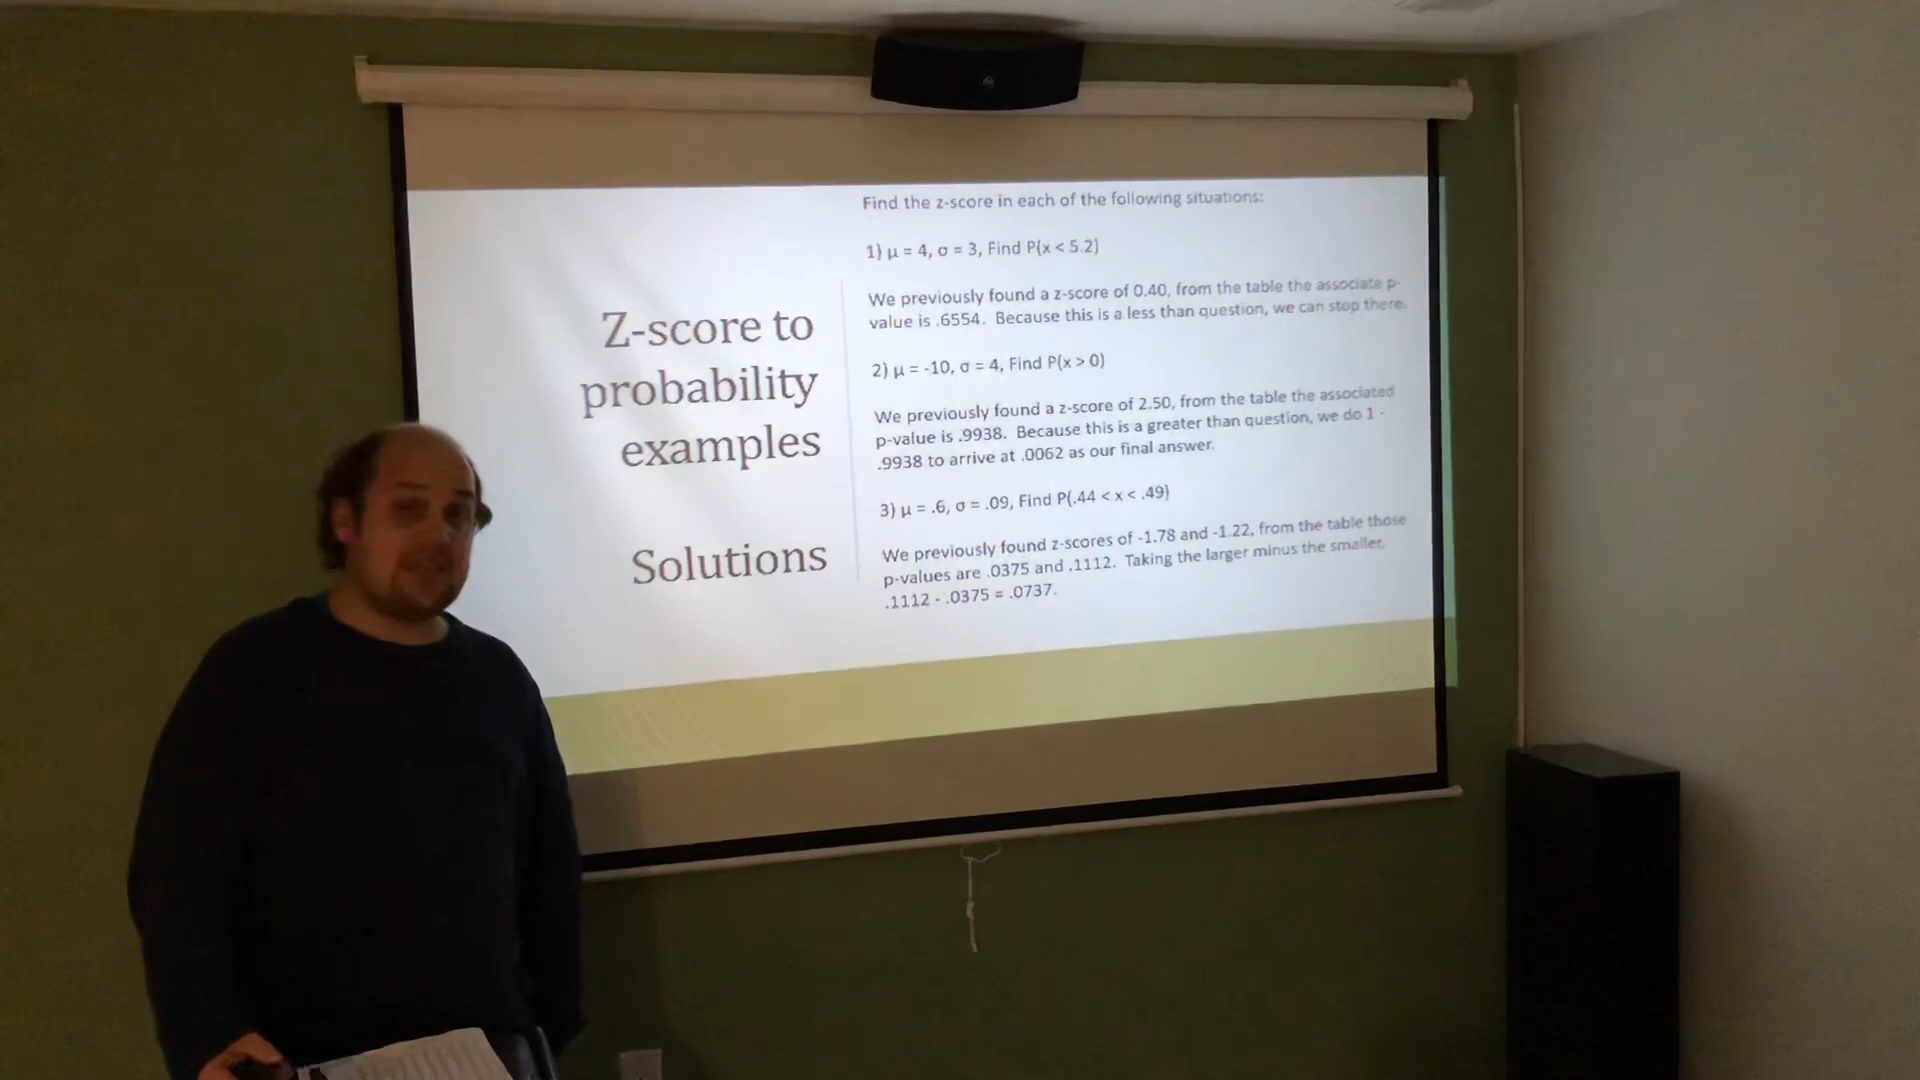 Z-score to
probability
examples
Solutions
Find the z-score in each of the following situations:
1) μ = 4, σ = 3, Find P(x < 5.2)
We previously found a z-score of 0.40, from the table the associate p-
value is .6554. Because this is a less than question, we can stop there.
2) μ = -10, σ = 4, Find P(x > 0)
We previously found a z-score of 2.50, from the table the associated
p-value is .9938. Because this is a greater than question, we do 1 -
.9938 to arrive at .0062 as our final answer.
3) μ = .6, σ = .09, Find P(.44 < x < .49)
We previously found z-scores of -1.78 and -1.22, from the table those
p-values are .0375 and .1112. Taking the larger minus the smaller,
.1112 - .0375 = .0737.